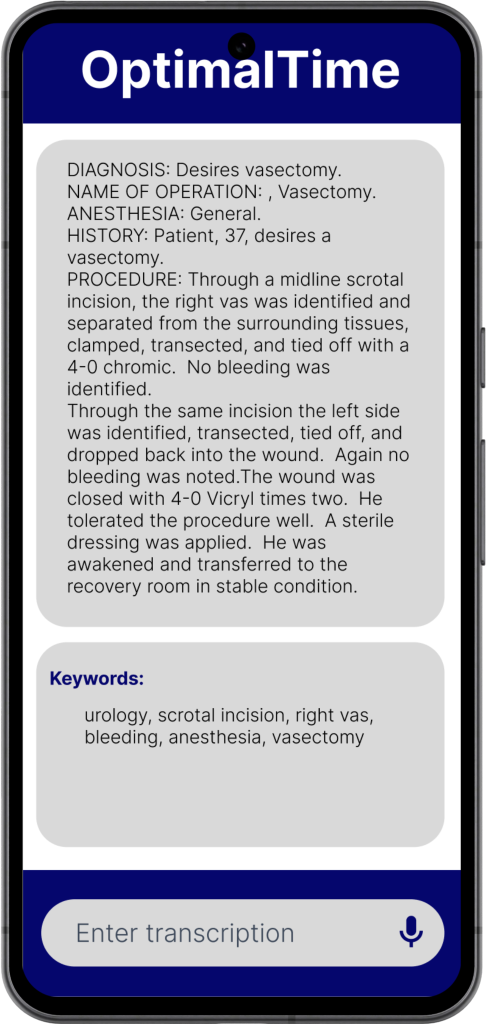 OptimalTime
DIAGNOSIS: Desires vasectomy.
NAME OF OPERATION: , Vasectomy.
ANESTHESIA: General.
HISTORY: Patient, 37, desires a
vasectomy.
PROCEDURE: Through a midline scrotal
incision, the right vas was identified and
separated from the surrounding tissues,
clamped, transected, and tied off with a
4-0 chromic.  No bleeding was
identified.
Through the same incision the left side
was identified, transected, tied off, and
dropped back into the wound.  Again no
bleeding was noted.The wound was
closed with 4-0 Vicryl times two.  He
tolerated the procedure well.  A sterile
dressing was applied.  He was
awakened and transferred to the
recovery room in stable condition.
Keywords:
urology, scrotal incision, right vas,
bleeding, anesthesia, vasectomy
Enter transcription